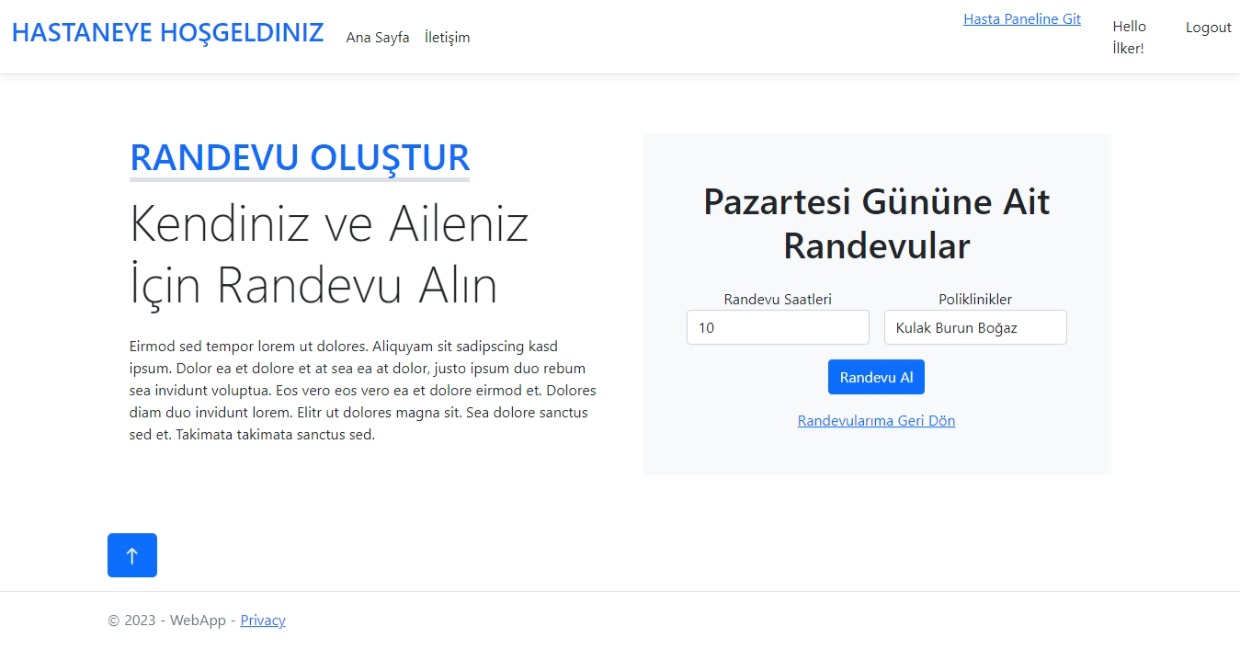 HASTANEYE HOŞGELDINIZ
Ana Sayfa
İletişim
Hasta Paneline Git
Hello
İlker!
Logout
RANDEVU OLUŞTUR
Kendiniz ve Aileniz
İçin Randevu Alın
Eirmod sed tempor lorem ut dolores. Aliquyam sit sadipscing kasd
ipsum. Dolor ea et dolore et at sea ea at dolor, justo ipsum duo rebum
sea invidunt voluptua. Eos vero eos vero ea et dolore eirmod et. Dolores
diam duo invidunt lorem. Elitr ut dolores magna sit. Sea dolore sanctus
sed et. Takimata takimata sanctus sed.
Pazartesi Gününe Ait
Randevular
Randevu Saatleri
10
Poliklinikler
Kulak Burun Boğaz
Randevu Al
Randevularıma Geri Dön
© 2023 - WebApp - Privacy